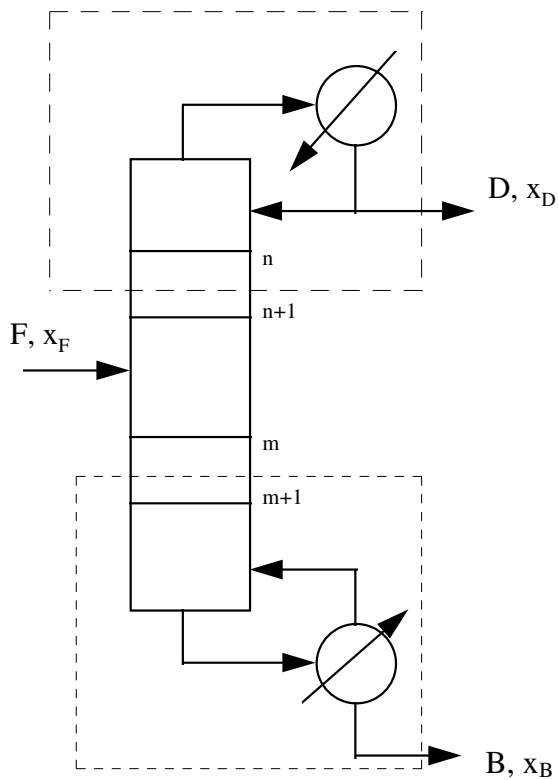 D, x_D
n
n+1
F, x_F
m
m+1
B, x_B